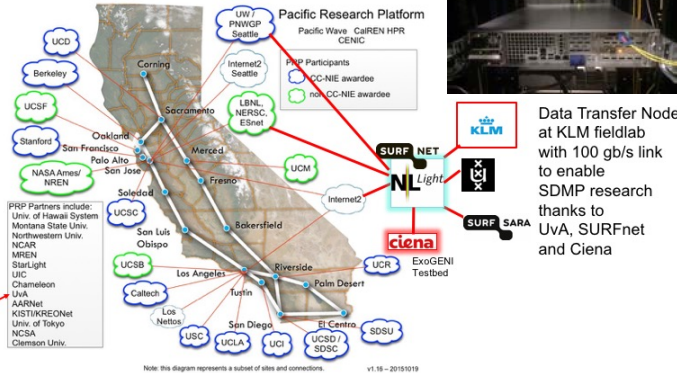 Pacific Research Platform
Pacific Wave CalREN HPR
CENIC
PRP Participants
CC-NIE awardee
non CC-NIE awardee
UW /
PNWGP
Seattle
Internet2
Seattle
LBNL,
NERSC,
ESnet
UCD
Berkeley
UCSF
Stanford
NASA Ames/
NREN
UCSC
UCSB
Caltech
Los
Nettos
USC
UCLA
UCI
UCSD /
SDSC
SDSU
UCR
UCM
Internet2
Corning
Sacramento
Oakland
San Francisco
Palo Alto
San Jose
Merced
Fresno
Soledad
San Luis
Obispo
Bakersfield
Los Angeles
Riverside
Tustin
Palm Desert
San Diego
El Centro
PRP Partners include:
Univ. of Hawaii System
Montana State Univ.
Northwestern Univ.
NCAR
MREN
StarLight
UIC
Chameleon
UvA
AARNet
KISTI/KREONet
Univ. of Tokyo
NCSA
Clemson Univ.
Note: this diagram represents a subset of sites and connections.
v1.16 – 20151019
SURF NET
NL Light
KLM
SURF SARA
ciena
ExoGENI
Testbed
Data Transfer Node
at KLM fieldlab
with 100 gb/s link
to enable
SDMP research
thanks to
UvA, SURFnet
and Ciena